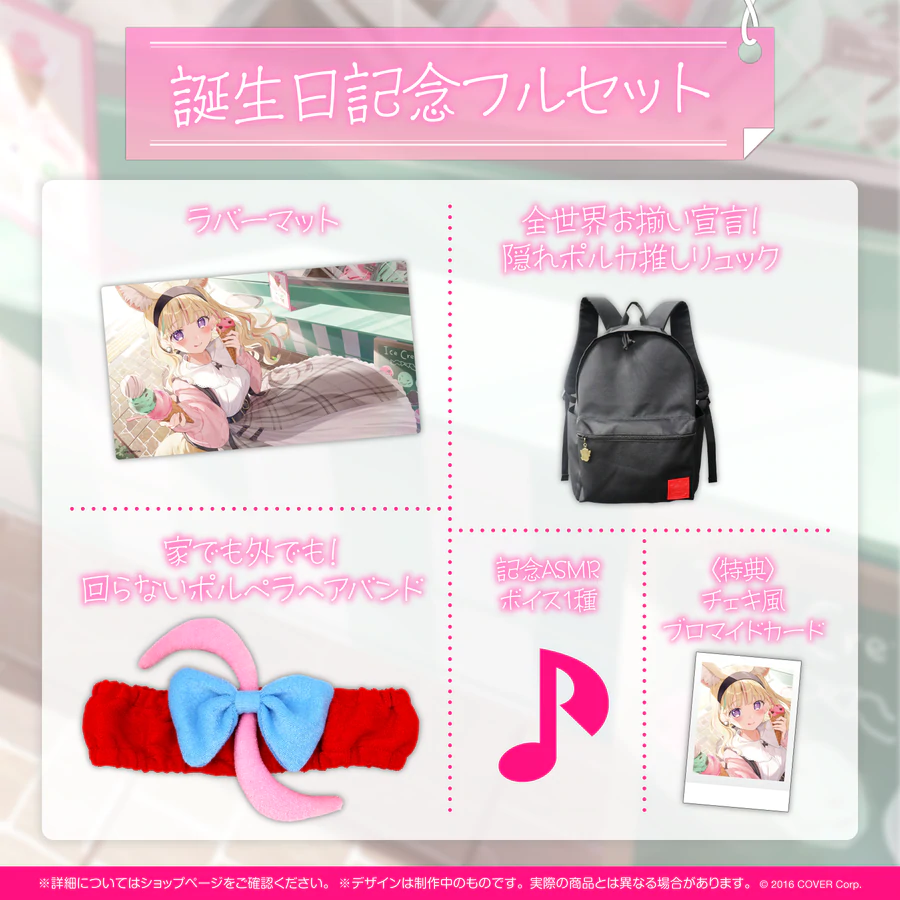 誕生日記念フルセット
ラバーマット
全世界お揃い宣言!
隠れポルカ推しリュック
Ice Cre
家でも外でも!
回らないポルペラヘアバンド
記念ASMR
ボイス1種
〈特典〉
チェキ風
ブロマイドカード
※詳細についてはショップページをご確認ください。 ※デザインは制作中のものです。実際の商品とは異なる場合があります。 © 2016 COVER Corp.